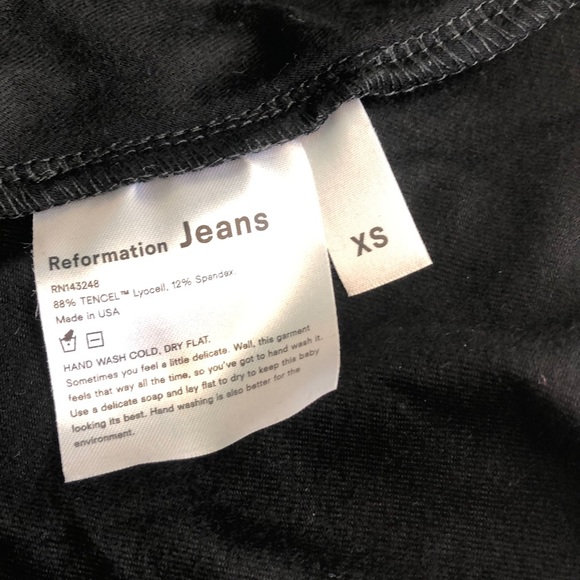 Reformation Jeans
XS
RN143248
88% TENCEL™ Lyocell, 12% Spandex
Made in USA
HAND WASH COLD, DRY FLAT.
Sometimes you feel a little delicate. Well, this garment
feels that way all the time, so you've got to hand wash it.
Use a delicate soap and lay flat to dry to keep this baby
looking its best. Hand washing is also better for the
environment.